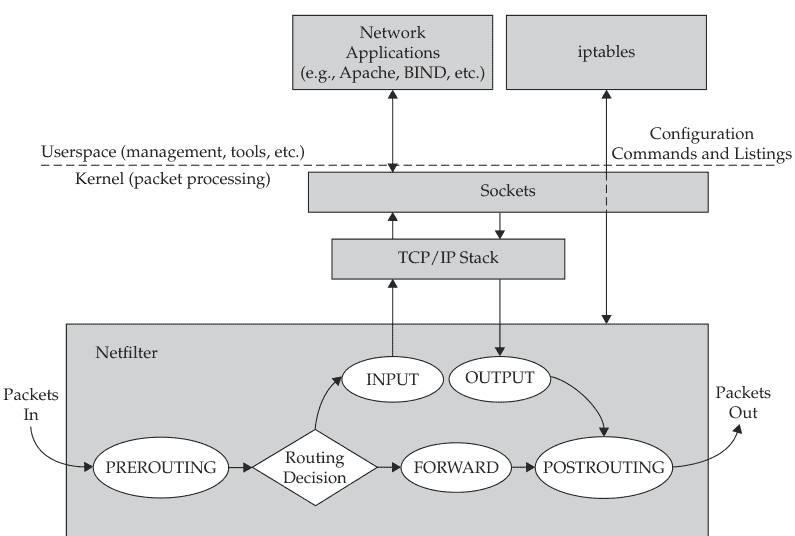 Network
Applications
(e.g., Apache, BIND, etc.)
iptables
Userspace (management, tools, etc.)
Configuration
Commands and Listings
Kernel (packet processing)
Sockets
TCP/IP Stack
Netfilter
INPUT
OUTPUT
Packets
In
Packets
Out
PREROUTING
Routing
Decision
FORWARD
POSTROUTING